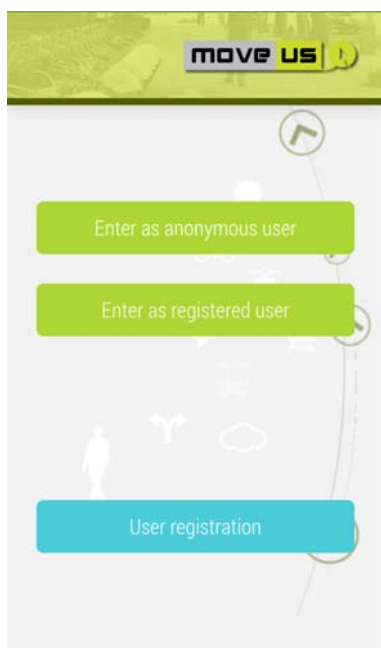 move us
Enter as anonymous user
Enter as registered user
User registration